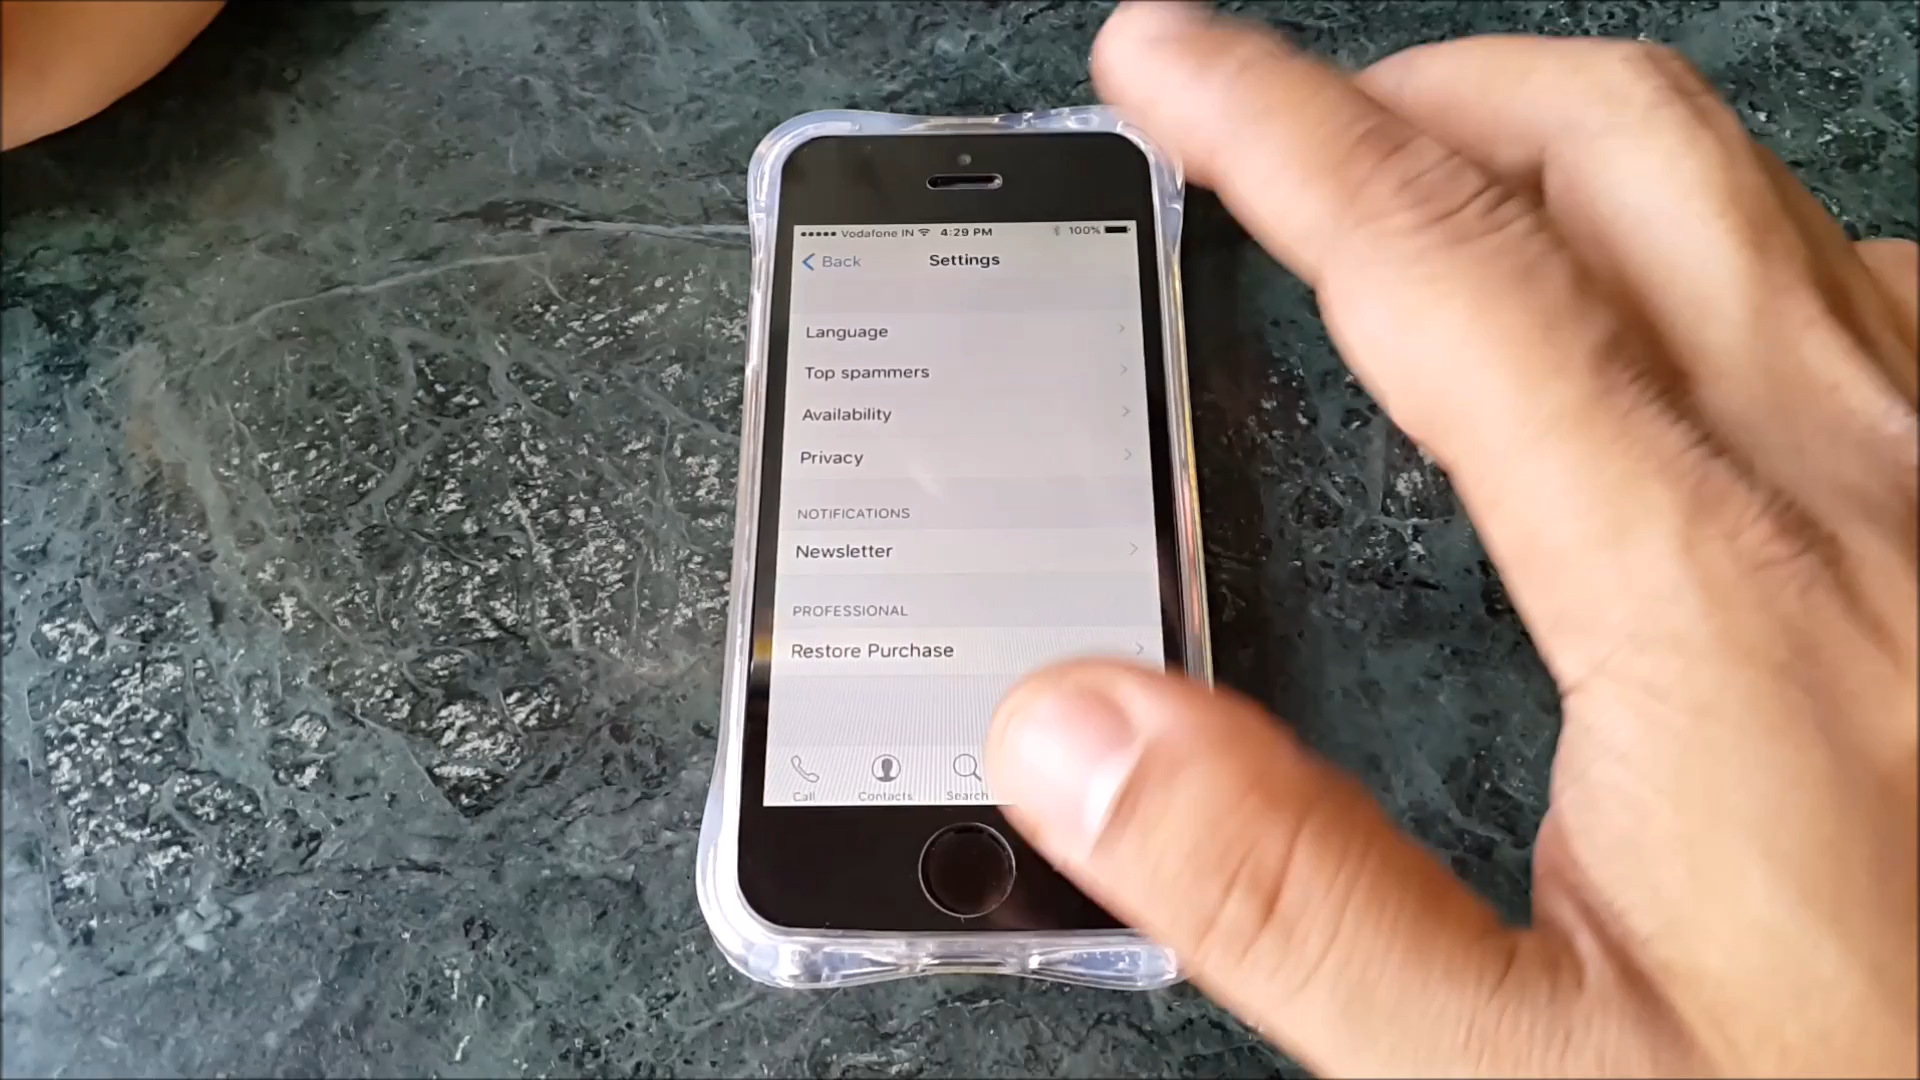 Vodafone IN 4:29 PM 100%
Back Settings
Language
Top spammers
Availability
Privacy
NOTIFICATIONS
Newsletter
PROFESSIONAL
Restore Purchase
Call Contacts Search